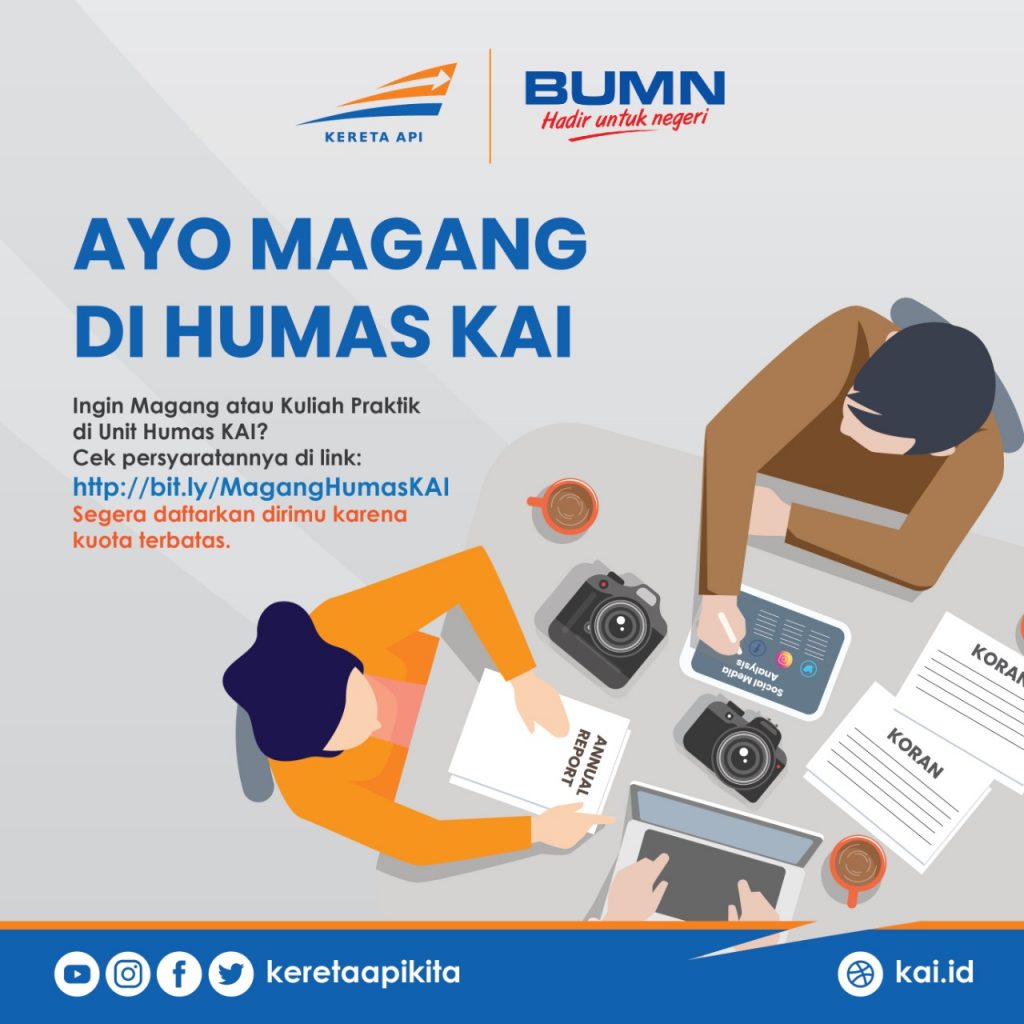 KERETA API
BUMN
Hadir untuk negeri
AYO MAGANG
DI HUMAS KAI
Ingin Magang atau Kuliah Praktik
di Unit Humas KAI?
Cek persyaratannya di link:
http://bit.ly/MagangHumasKAI
Segera daftarkan dirimu karena
kuota terbatas.
Social Media
Analysis
KORAN
KORAN
ANNUAL
REPORT
keretaapikita
kai.id